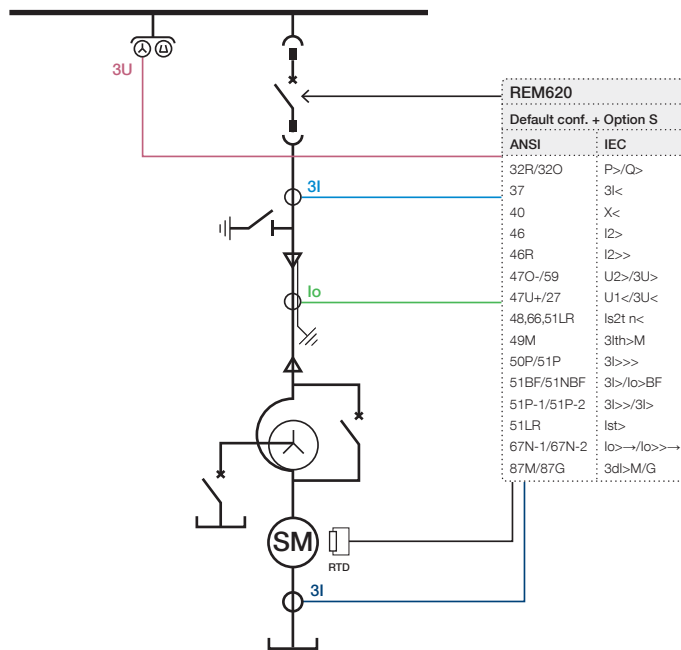 3U
REM620
Default conf. + Option S
ANSI IEC
32R/32O P>/Q>
37 3I<
40 X<
46 I2>
46R I2>>
47O-/59 U2>/3U>
47U+/27 U1</3U<
48,66,51LR Is2t n<
49M 3Ith>M
50P/51P 3I>>>
51BF/51NBF 3I>/Io>BF
51P-1/51P-2 3I>>/3I>
51LR Ist>
67N-1/67N-2 Io>→/Io>>→
87M/87G 3dI>M/G
3I
Io
SM
RTD
3I